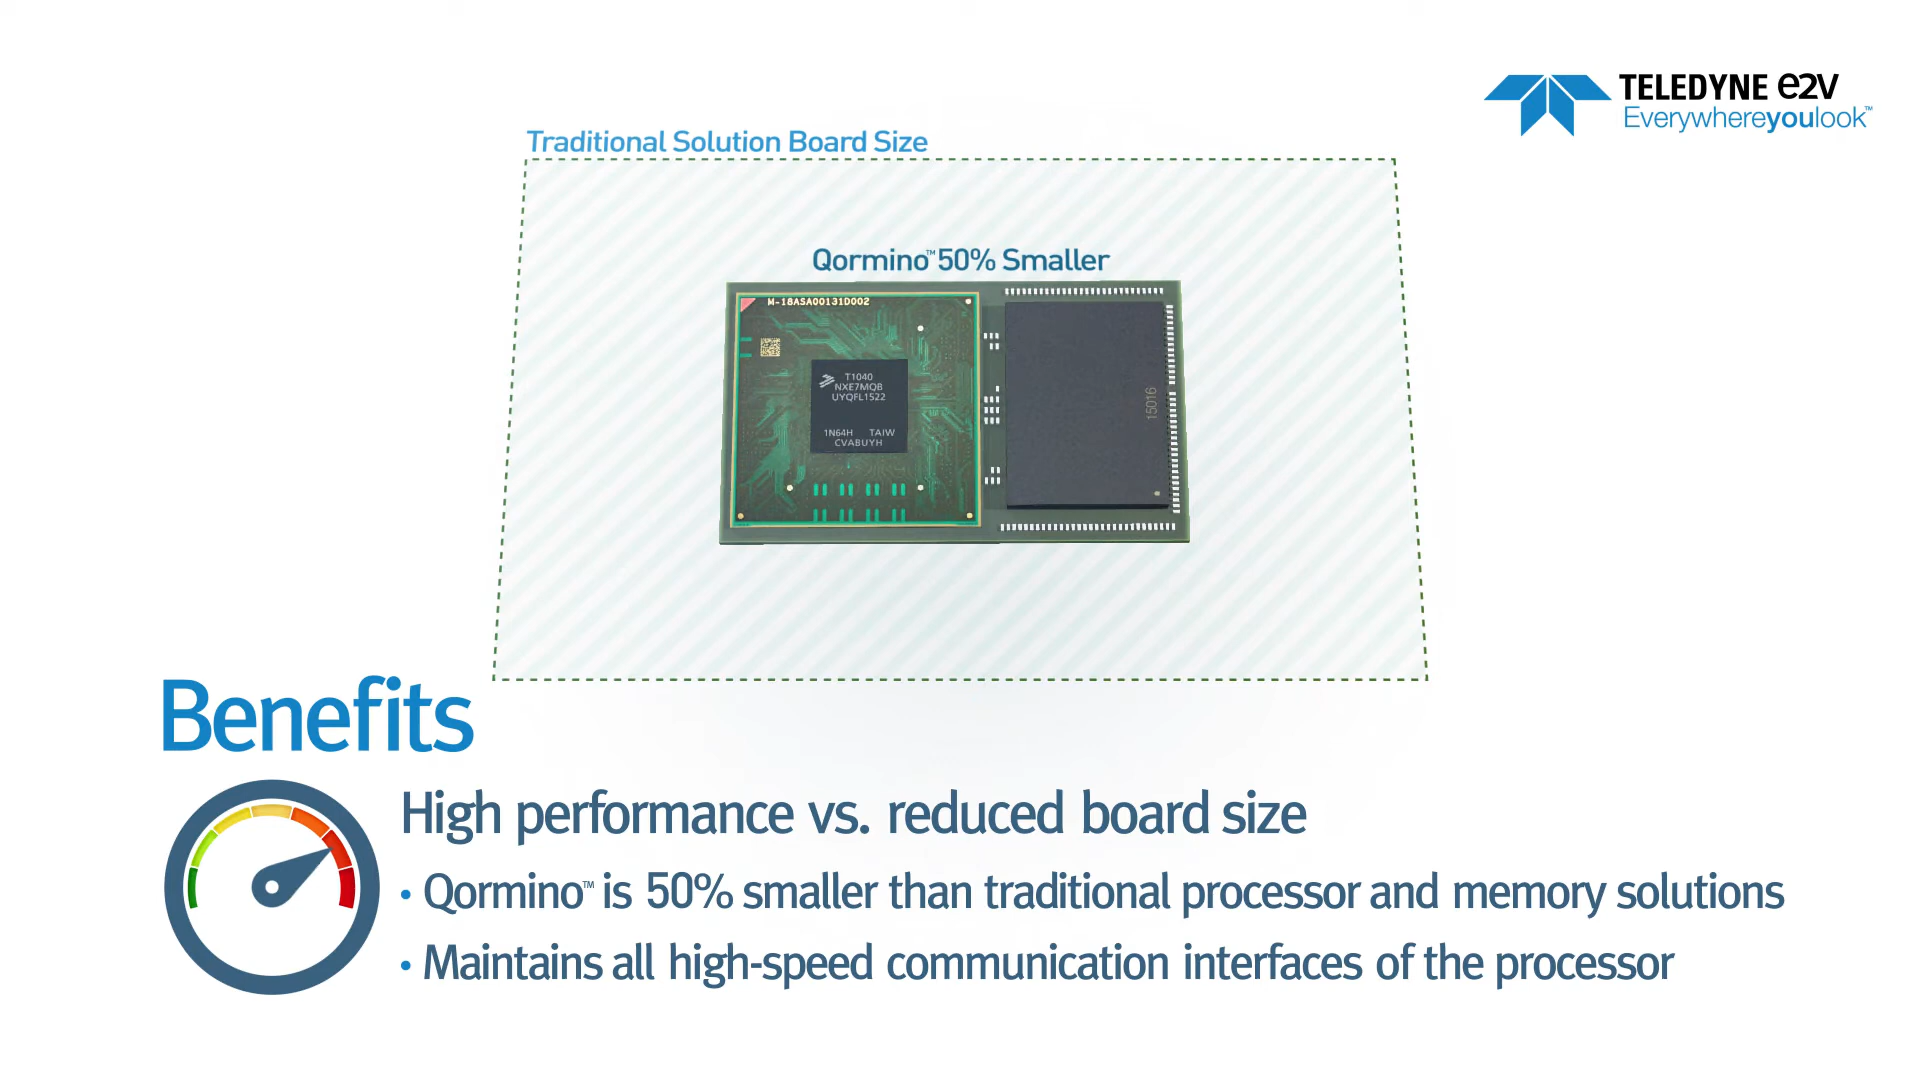 TELEDYNE e2v
Everywhereyoulook™
Traditional Solution Board Size
Qormino™ 50% Smaller
M-18ASA00131D002
T1040
NXE7MQB
UYQFL1522
1N64H TAIW
CVABUYH
15016
Benefits
High performance vs. reduced board size
• Qormino™ is 50% smaller than traditional processor and memory solutions
• Maintains all high-speed communication interfaces of the processor